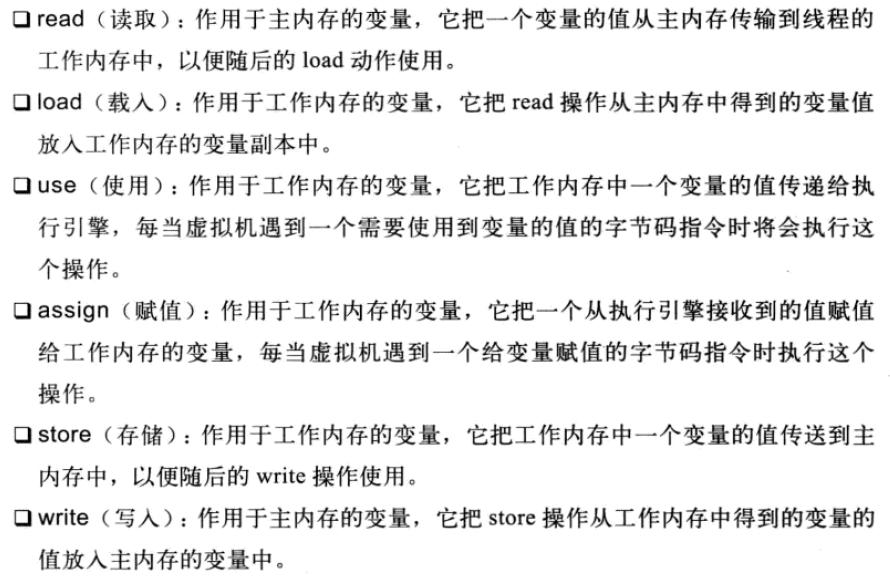 ❑ read（读取）：作用于主内存的变量，它把一个变量的值从主内存传输到线程的
工作内存中，以便随后的 load 动作使用。
❑ load（载入）：作用于工作内存的变量，它把 read 操作从主内存中得到的变量值
放入工作内存的变量副本中。
❑ use（使用）：作用于工作内存的变量，它把工作内存中一个变量的值传递给执
行引擎，每当虚拟机遇到一个需要使用到变量的值的字节码指令时将会执行这
个操作。
❑ assign（赋值）：作用于工作内存的变量，它把一个从执行引擎接收到的值赋值
给工作内存的变量，每当虚拟机遇到一个给变量赋值的字节码指令时执行这个
操作。
❑ store（存储）：作用于工作内存的变量，它把工作内存中一个变量的值传送到主
内存中，以便随后的 write 操作使用。
❑ write（写入）：作用于主内存的变量，它把 store 操作从工作内存中得到的变量的
值放入主内存的变量中。